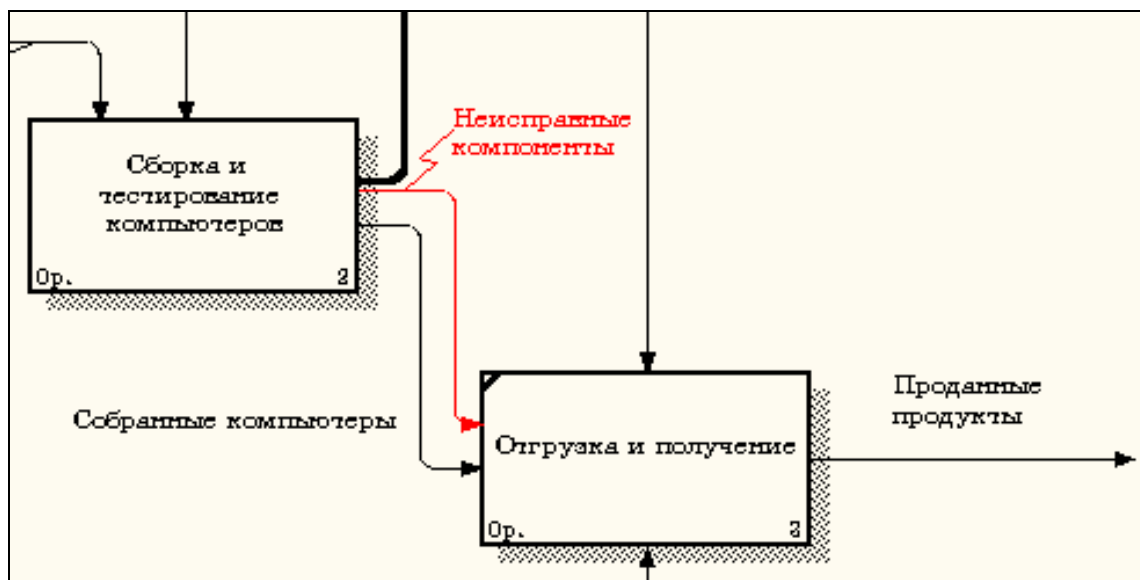 Неисправные
компоненты
Сборка и
тестирование
компьютеров
0р. 2
Собранные компьютеры
Отгрузка и получение
0р. 3
Проданные
продукты